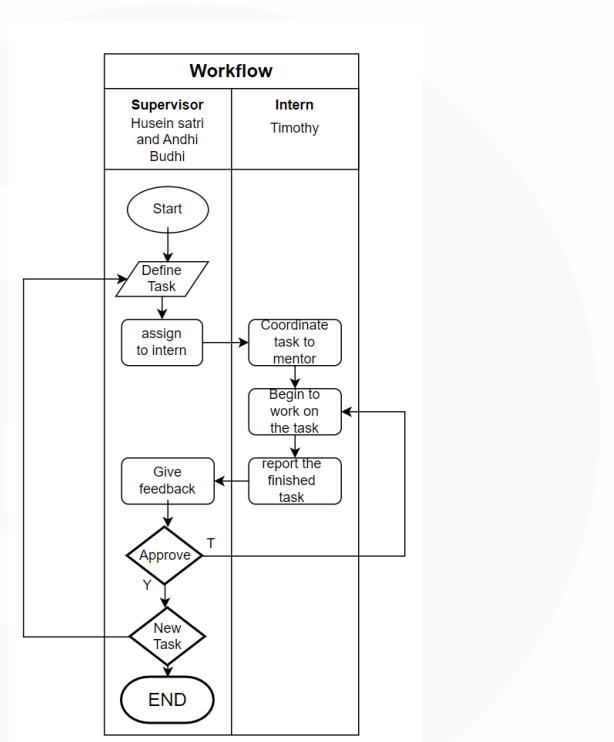 Workflow
Supervisor
Husein satri
and Andhi
Budhi
Intern
Timothy
Start
Define
Task
assign
to intern
Coordinate
task to
mentor
Begin to
work on
the task
report the
finished
task
Give
feedback
Approve
T
Y
New
Task
END